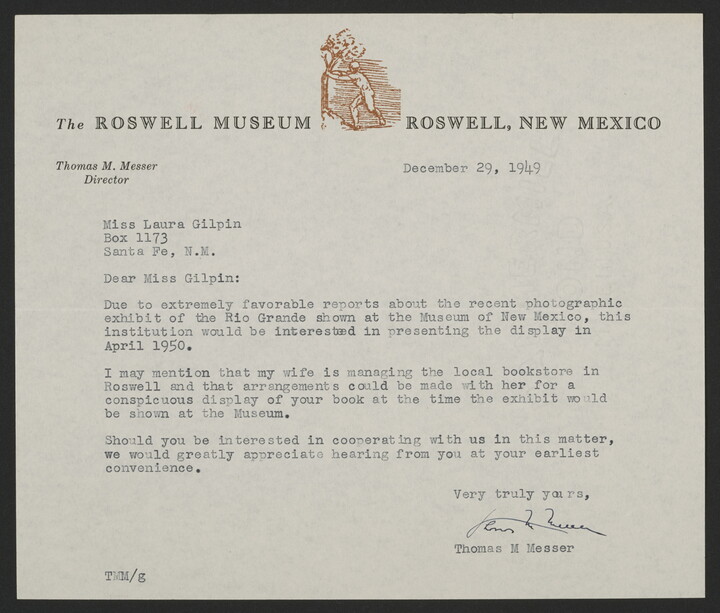 The ROSWELL MUSEUM ROSWELL, NEW MEXICO
Thomas M. Messer
Director
December 29, 1949
Miss Laura Gilpin
Box 1173
Santa Fe, N.M.
Dear Miss Gilpin:
Due to extremely favorable reports about the recent photographic
exhibit of the Rio Grande shown at the Museum of New Mexico, this
institution would be interested in presenting the display in
April 1950.
I may mention that my wife is managing the local bookstore in
Roswell and that arrangements could be made with her for a
conspicuous display of your book at the time the exhibit would
be shown at the Museum.
Should you be interested in cooperating with us in this matter,
we would greatly appreciate hearing from you at your earliest
convenience.
Very truly yours,
Thomas M Messer
Thomas M Messer
TMM/g